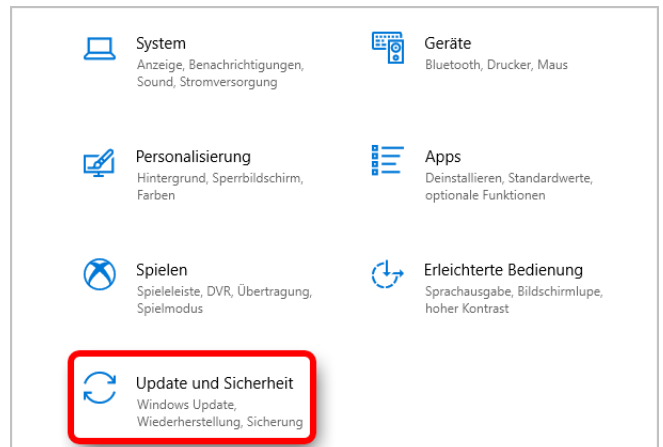 System
Anzeige, Benachrichtigungen,
Sound, Stromversorgung
Geräte
Bluetooth, Drucker, Maus
Personalisierung
Hintergrund, Sperrbildschirm,
Farben
Apps
Deinstallieren, Standardwerte,
optionale Funktionen
Spielen
Spieleleiste, DVR, Übertragung,
Spielmodus
Erleichterte Bedienung
Sprachausgabe, Bildschirmlupe,
hoher Kontrast
Update und Sicherheit
Windows Update,
Wiederherstellung, Sicherung